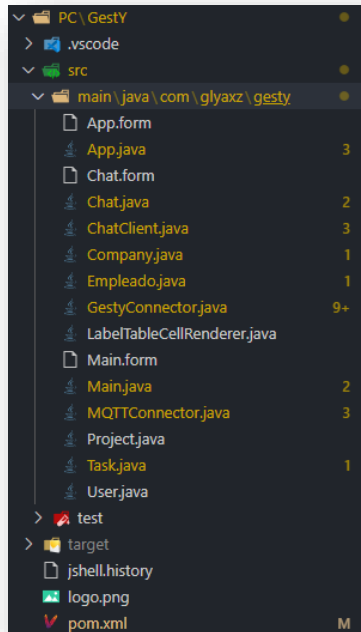 PC\GestY
.vscode
src
main\java\com\glyaxz\gesty
App.form
App.java 3
Chat.form
Chat.java 2
ChatClient.java 3
Company.java 1
Empleado.java 1
GestyConnector.java 9+
LabelTableCellRenderer.java
Main.form
Main.java 2
MQTTConnector.java 3
Project.java
Task.java 1
User.java
test
target
jshell.history
logo.png
pom.xml M